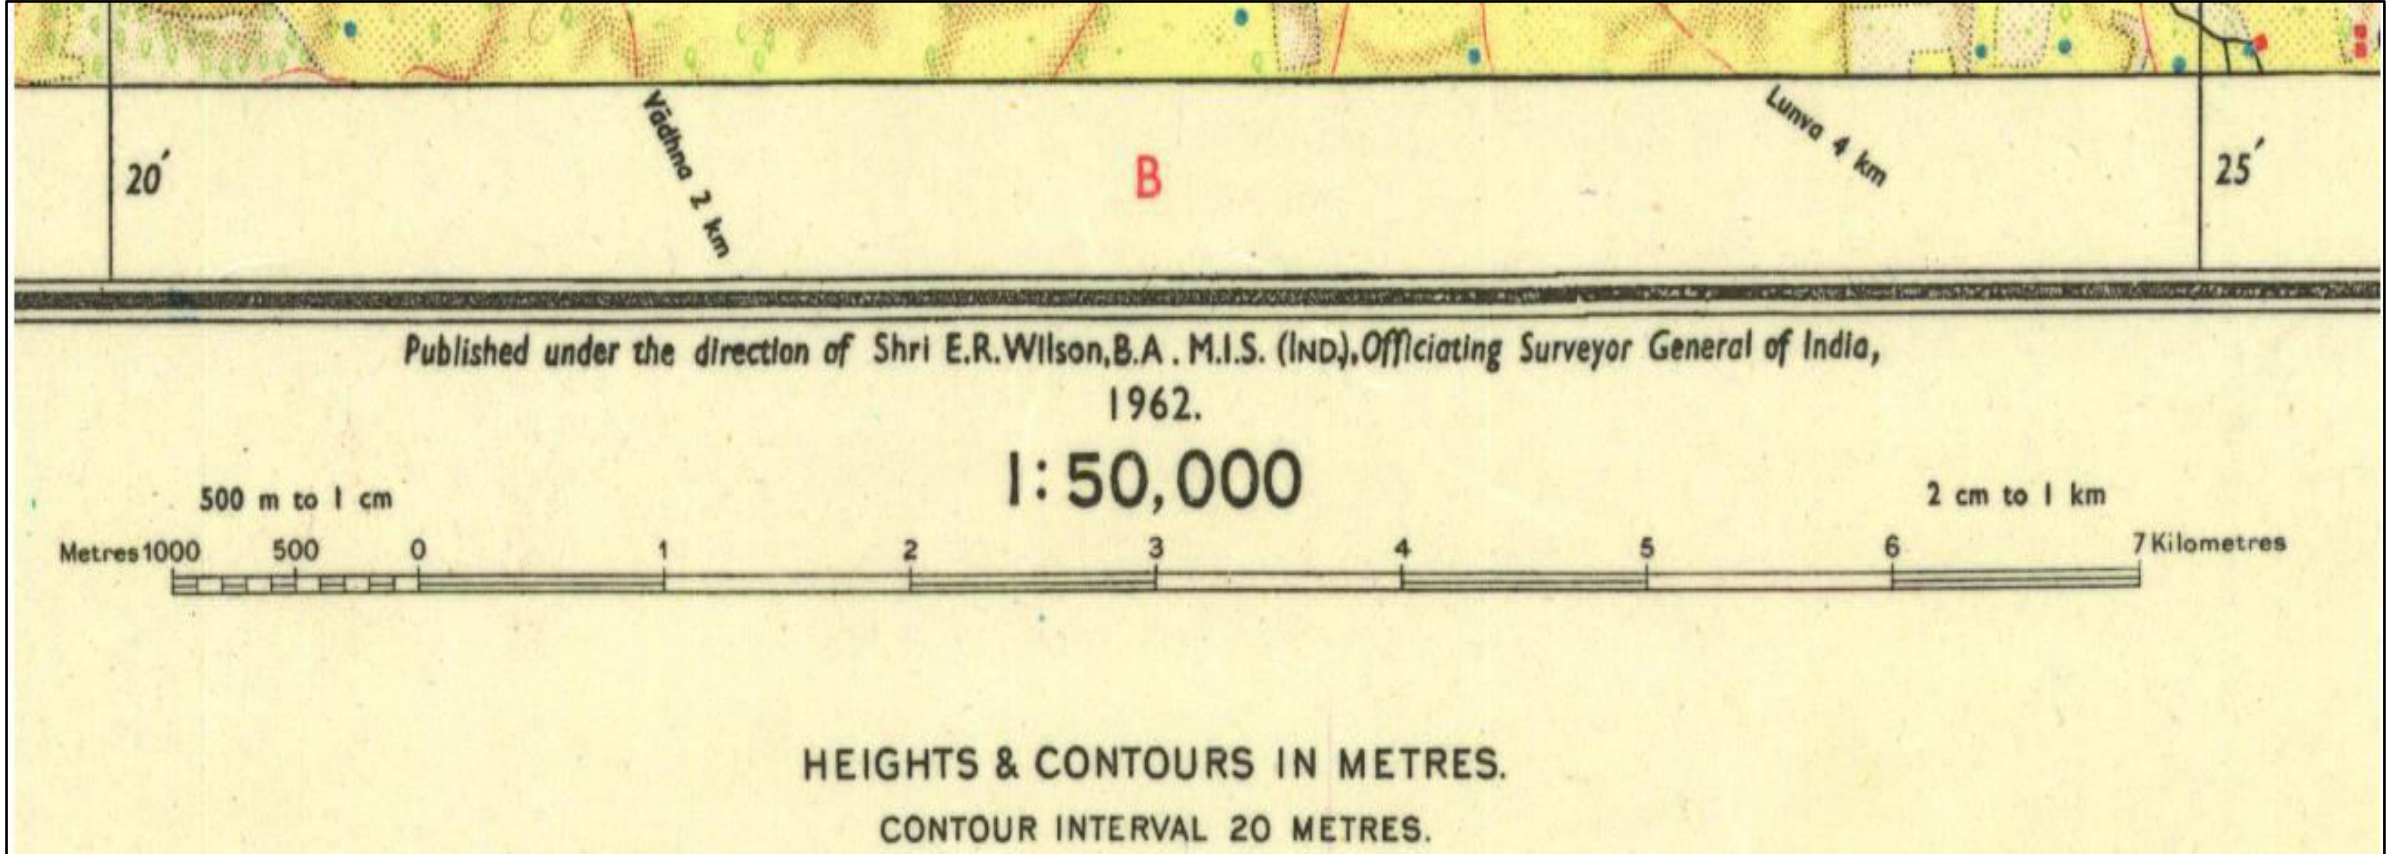 20′
Vādhna 2 km
B
Lunva 4 km
25′
Published under the direction of Shri E.R.Wilson,B.A. M.I.S. (IND.),Officiating Surveyor General of India,
1962.
1:50,000
500 m to 1 cm
2 cm to 1 km
Metres 1000 500 0 1 2 3 4 5 6 7 Kilometres
HEIGHTS & CONTOURS IN METRES.
CONTOUR INTERVAL 20 METRES.